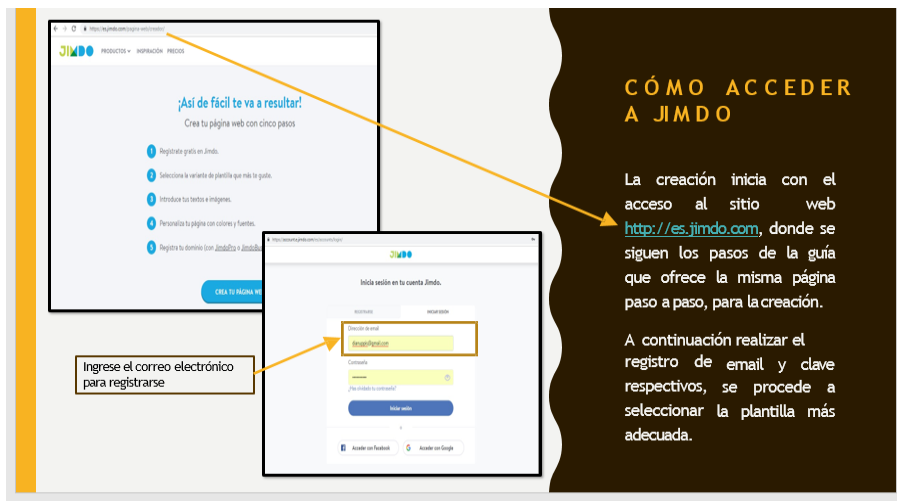 https://es.jimdo.com/pagina-web/creador/
JIMDO PRODUCTOS INSPIRACIÓN PRECIOS
¡Así de fácil te va a resultar!
Crea tu página web con cinco pasos
1 Regístrate gratis en Jimdo.
2 Selecciona la variante de plantilla que más te gusta.
3 Introduce tus textos e imágenes.
4 Personaliza tu página con colores y fuentes.
5 Registra tu dominio (con JimdoPro o JimdoBus
CREA TU PÁGINA WE
JIMDO
Inicia sesión en tu cuenta Jimdo.
REGISTRARSE INICIAR SESIÓN
Dirección de email
Contraseña
¿Has olvidado tu contraseña?
Iniciar sesión
o
Acceder con Facebook Acceder con Google
Ingrese el correo electrónico
para registrarse
CÓMO ACCEDER
A JIMDO
La creación inicia con el
acceso al sitio web
http://es.jimdo.com, donde se
siguen los pasos de la guía
que ofrece la misma página
paso a paso, para la creación.
A continuación realizar el
registro de email y clave
respectivos, se procede a
seleccionar la plantilla más
adecuada.